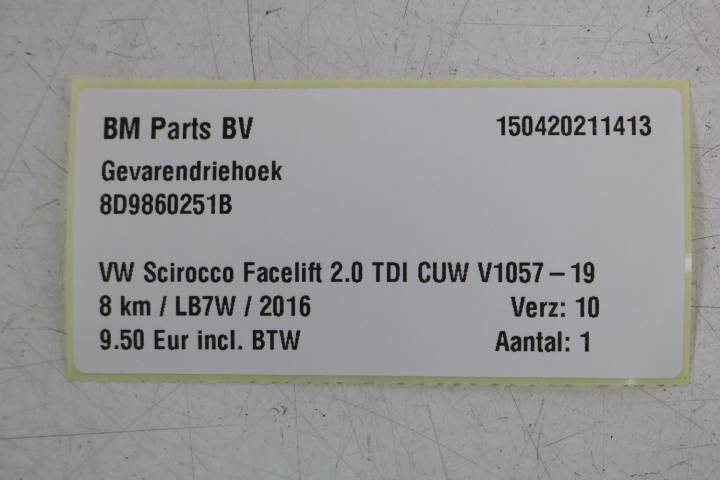 BM Parts BV 150420211413
Gevarendriehoek
8D9860251B
VW Scirocco Facelift 2.0 TDI CUW V1057 – 19
8 km / LB7W / 2016 Verz: 10
9.50 Eur incl. BTW Aantal: 1